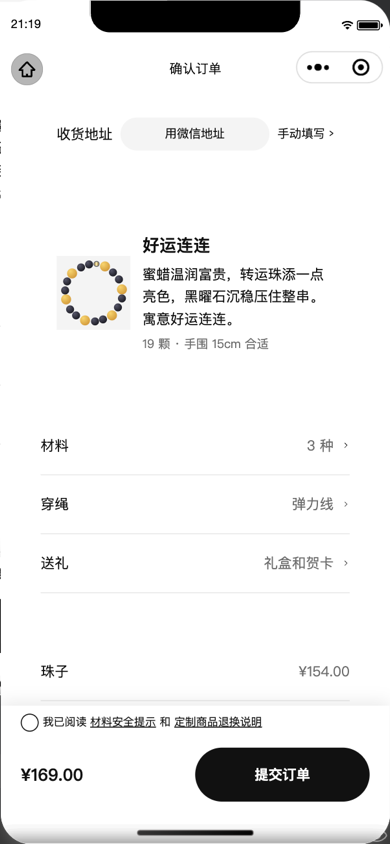 21:19
确认订单
收货地址 用微信地址 手动填写 >
好运连连
蜜蜡温润富贵，转运珠添一点
亮色，黑曜石沉稳压住整串。
寓意好运连连。
19 颗 · 手围 15cm 合适
材料 3 种 >
穿绳 弹力线 >
送礼 礼盒和贺卡 >
珠子 ¥154.00
我已阅读 材料安全提示 和 定制商品退换说明
¥169.00 提交订单